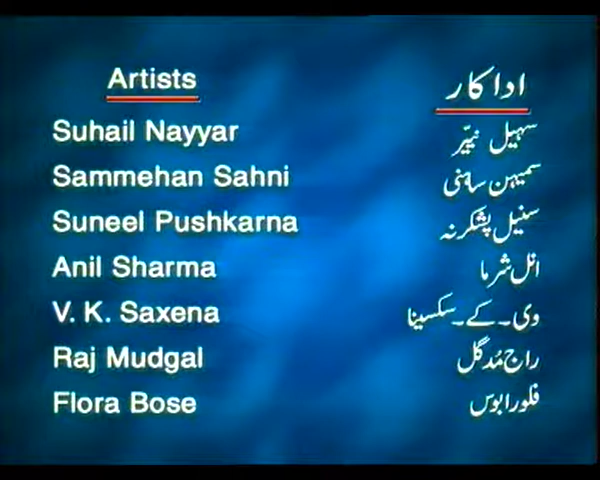 Artists
اداکار
Suhail Nayyar
سہیل نیّر
Sammehan Sahni
سمیہن ساہنی
Suneel Pushkarna
سنیل پشکرنہ
Anil Sharma
انل شرما
V. K. Saxena
وی۔کے۔سکسینا
Raj Mudgal
راج مُدگل
Flora Bose
فلورا بوس